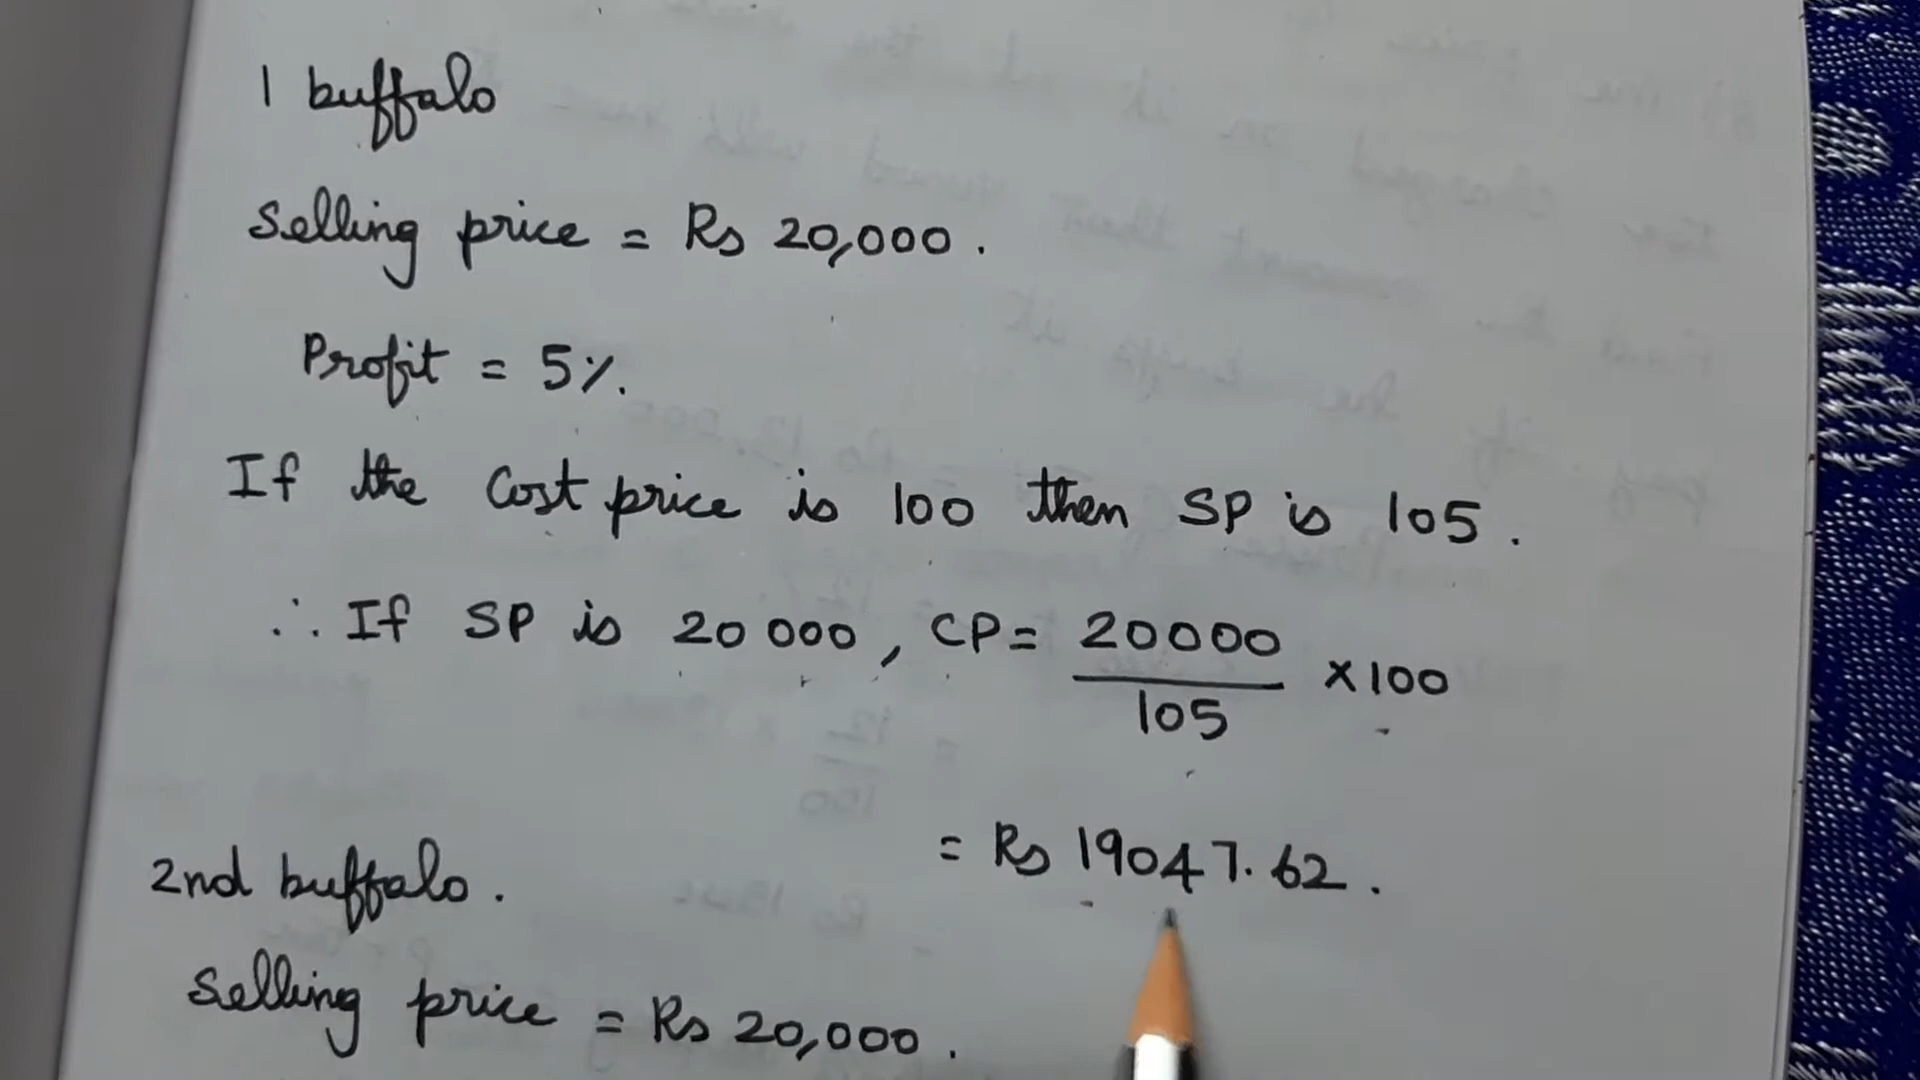 1 buffalo
Selling price = Rs 20,000.
Profit = 5%.
If the Cost price is 100 then SP is 105.
∴ If SP is 20 000, CP = 20000/105 × 100
= Rs 19047.62.
2nd buffalo.
Selling price = Rs 20,000.